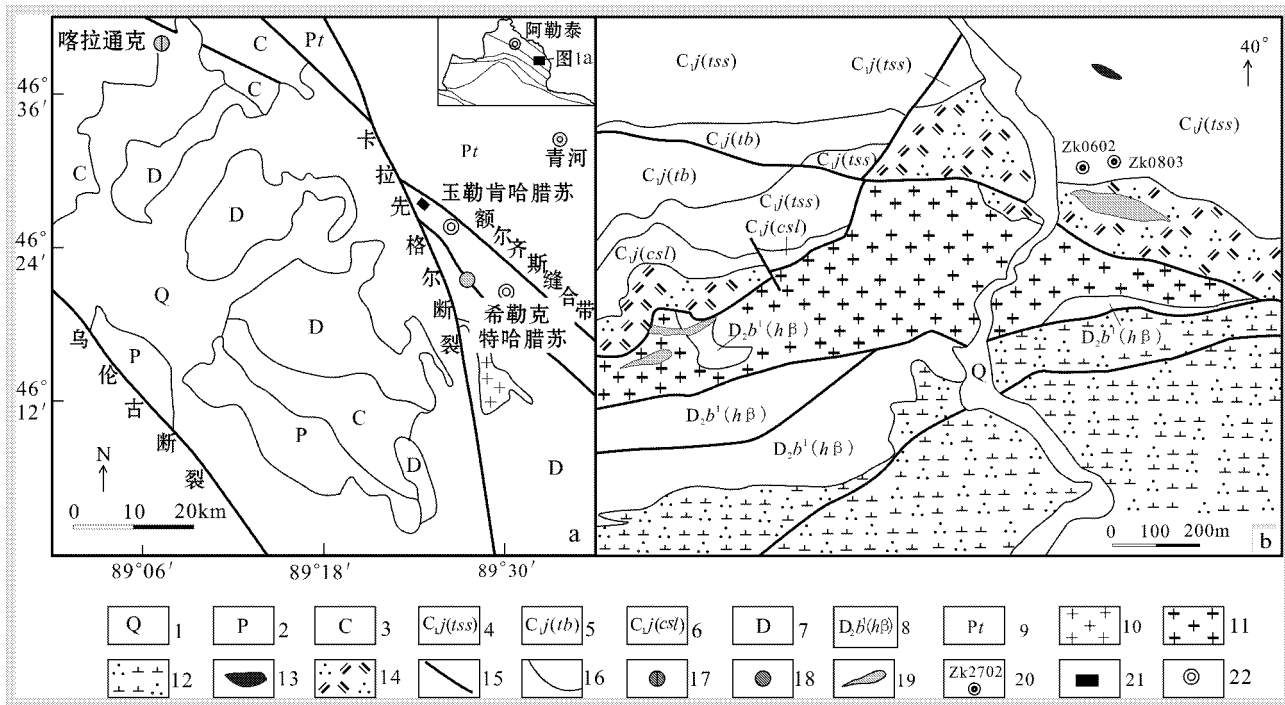 喀拉通克
46°
36′
46°
24′
46°
12′
89°06′
89°18′
89°30′
C
Pt
阿勒泰
图1a
C
C
D
D
Q
P
D
C
P
D
D
Pt
青河
玉勒肯哈腊苏
希勒克
特哈腊苏
卡拉先格尔断裂
额尔齐斯缝合带
乌伦古断裂
N
0 10 20km
a
40°
C₁j(tss)
C₁j(tss)
C₁j(tss)
C₁j(tb)
C₁j(tss)
C₁j(tb)
C₁j(tss)
C₁j(csl)
C₁j(csl)
Zk0602
Zk0803
D₂b¹(hβ)
D₂b¹(hβ)
D₂b¹(hβ)
D₂b¹(hβ)
Q
0 100 200m
b
Q 1 P 2 C 3 C₁j(tss) 4 C₁j(tb) 5 C₁j(csl) 6 D 7 D₂b¹(hβ) 8 Pt 9 10 11
12 13 14 15 16 17 18 19 Zk2702 20 21 22